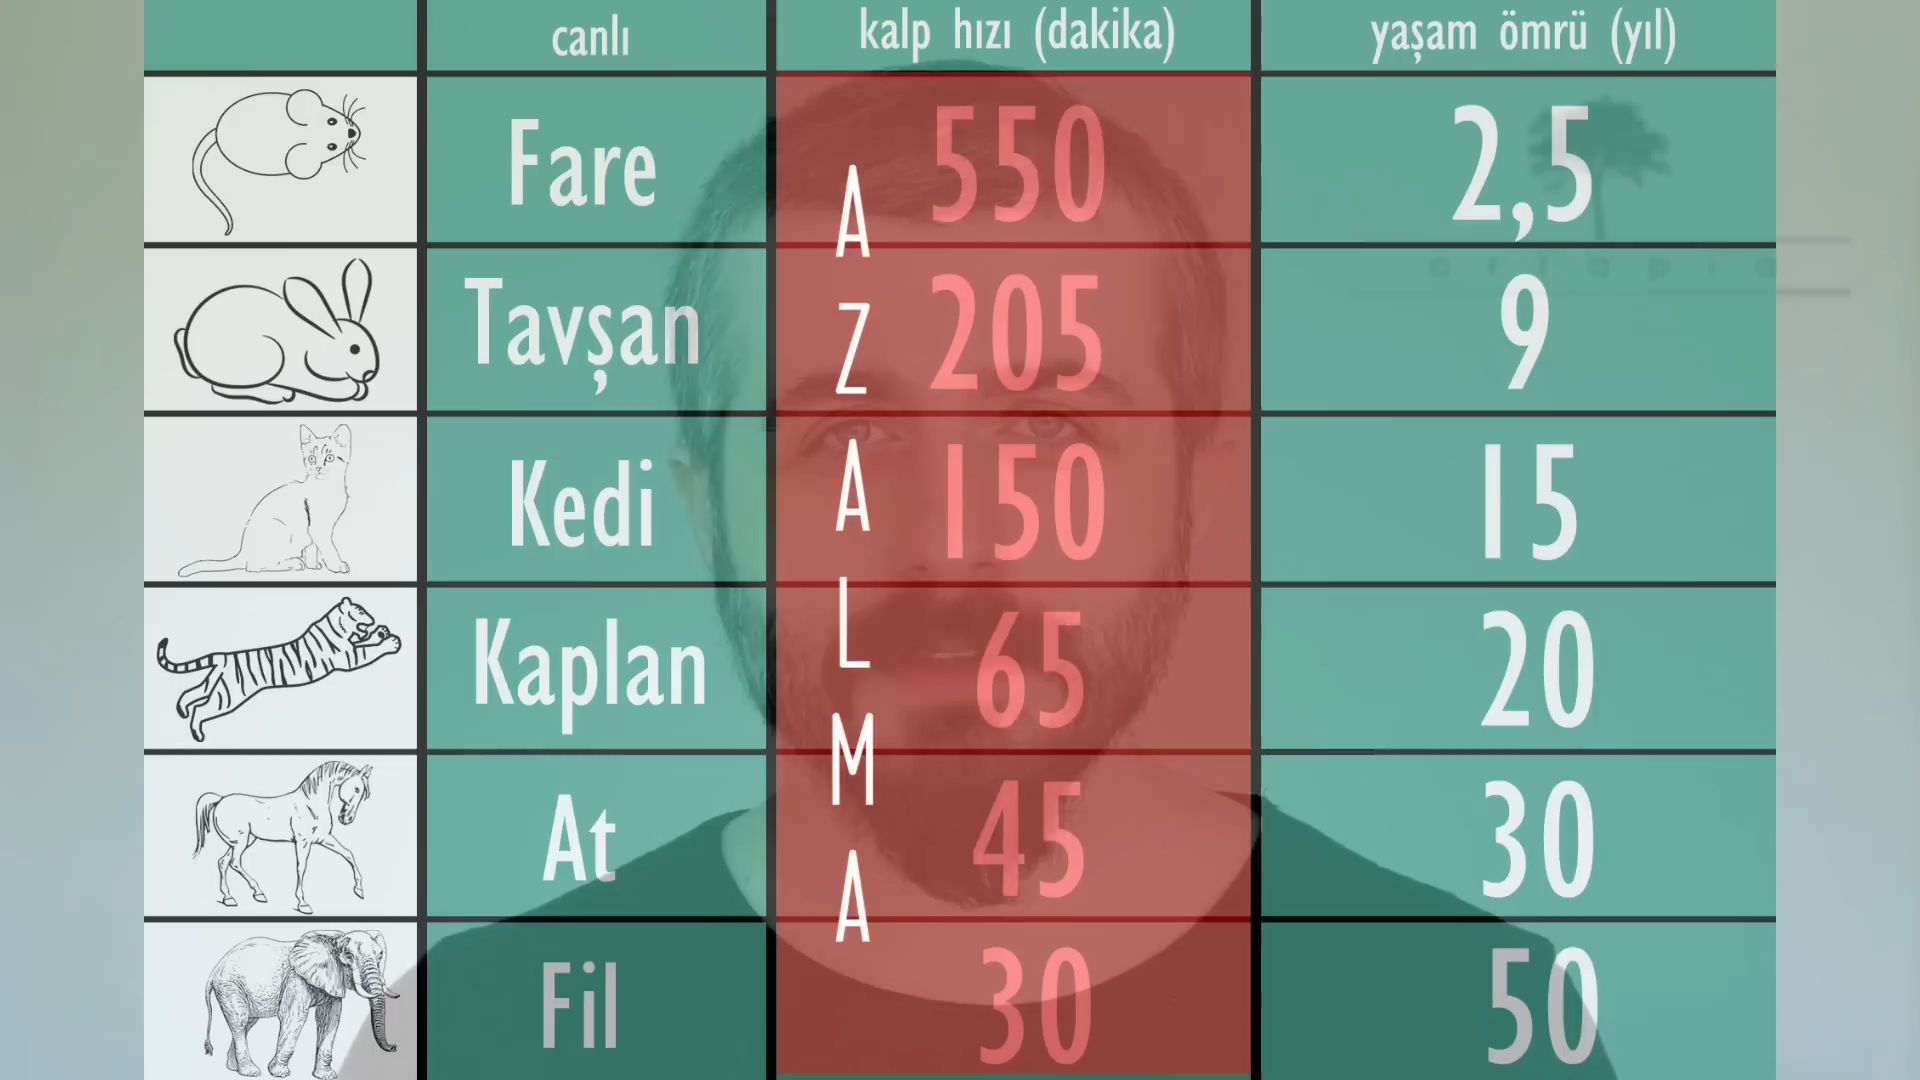 canlı kalp hızı (dakika) yaşam ömrü (yıl)
Fare 550 2,5
Tavşan 205 9
Kedi 150 15
Kaplan 65 20
At 45 30
Fil 30 50
AZALMA
artapia